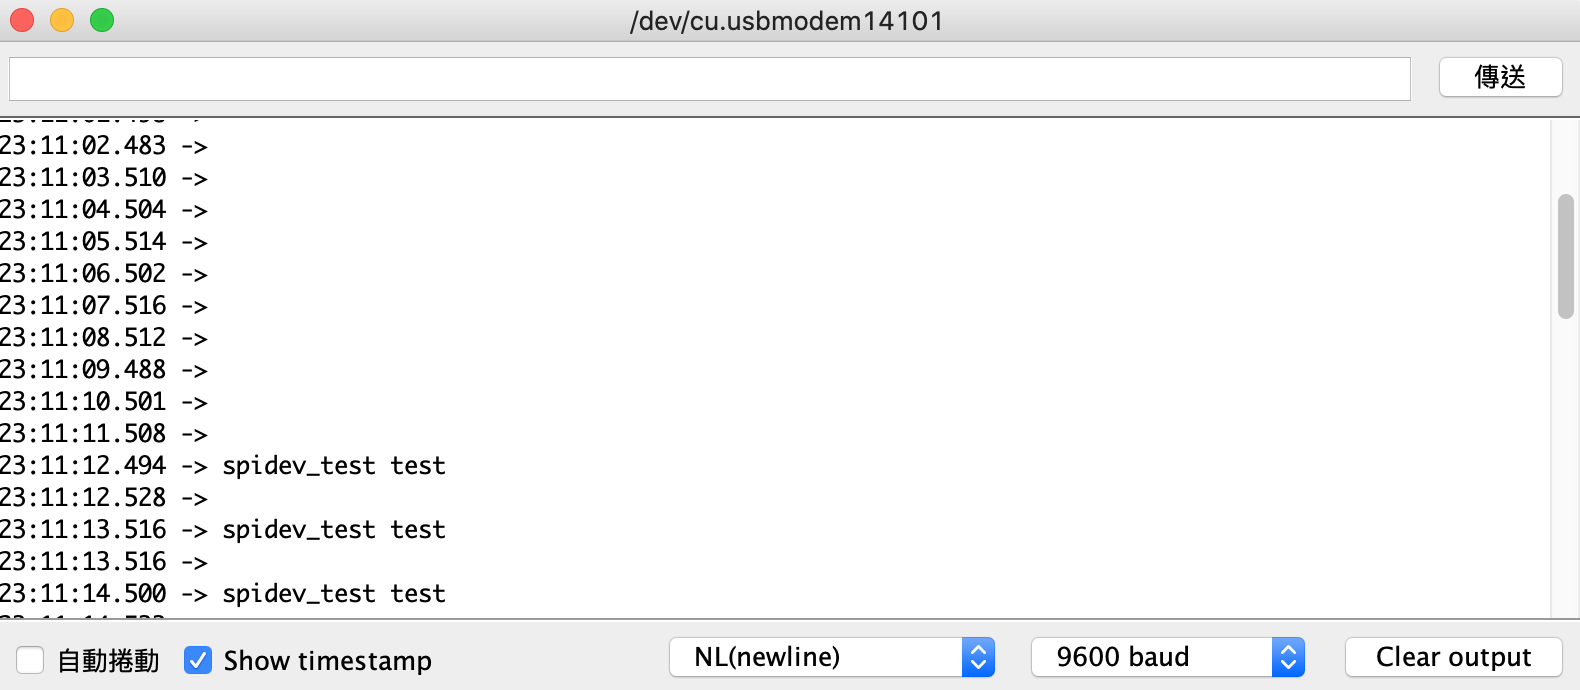 /dev/cu.usbmodem14101
傳送
23:11:02.483 ->
23:11:03.510 ->
23:11:04.504 ->
23:11:05.514 ->
23:11:06.502 ->
23:11:07.516 ->
23:11:08.512 ->
23:11:09.488 ->
23:11:10.501 ->
23:11:11.508 ->
23:11:12.494 -> spidev_test test
23:11:12.528 ->
23:11:13.516 -> spidev_test test
23:11:13.516 ->
23:11:14.500 -> spidev_test test
自動捲動 Show timestamp NL(newline) 9600 baud Clear output